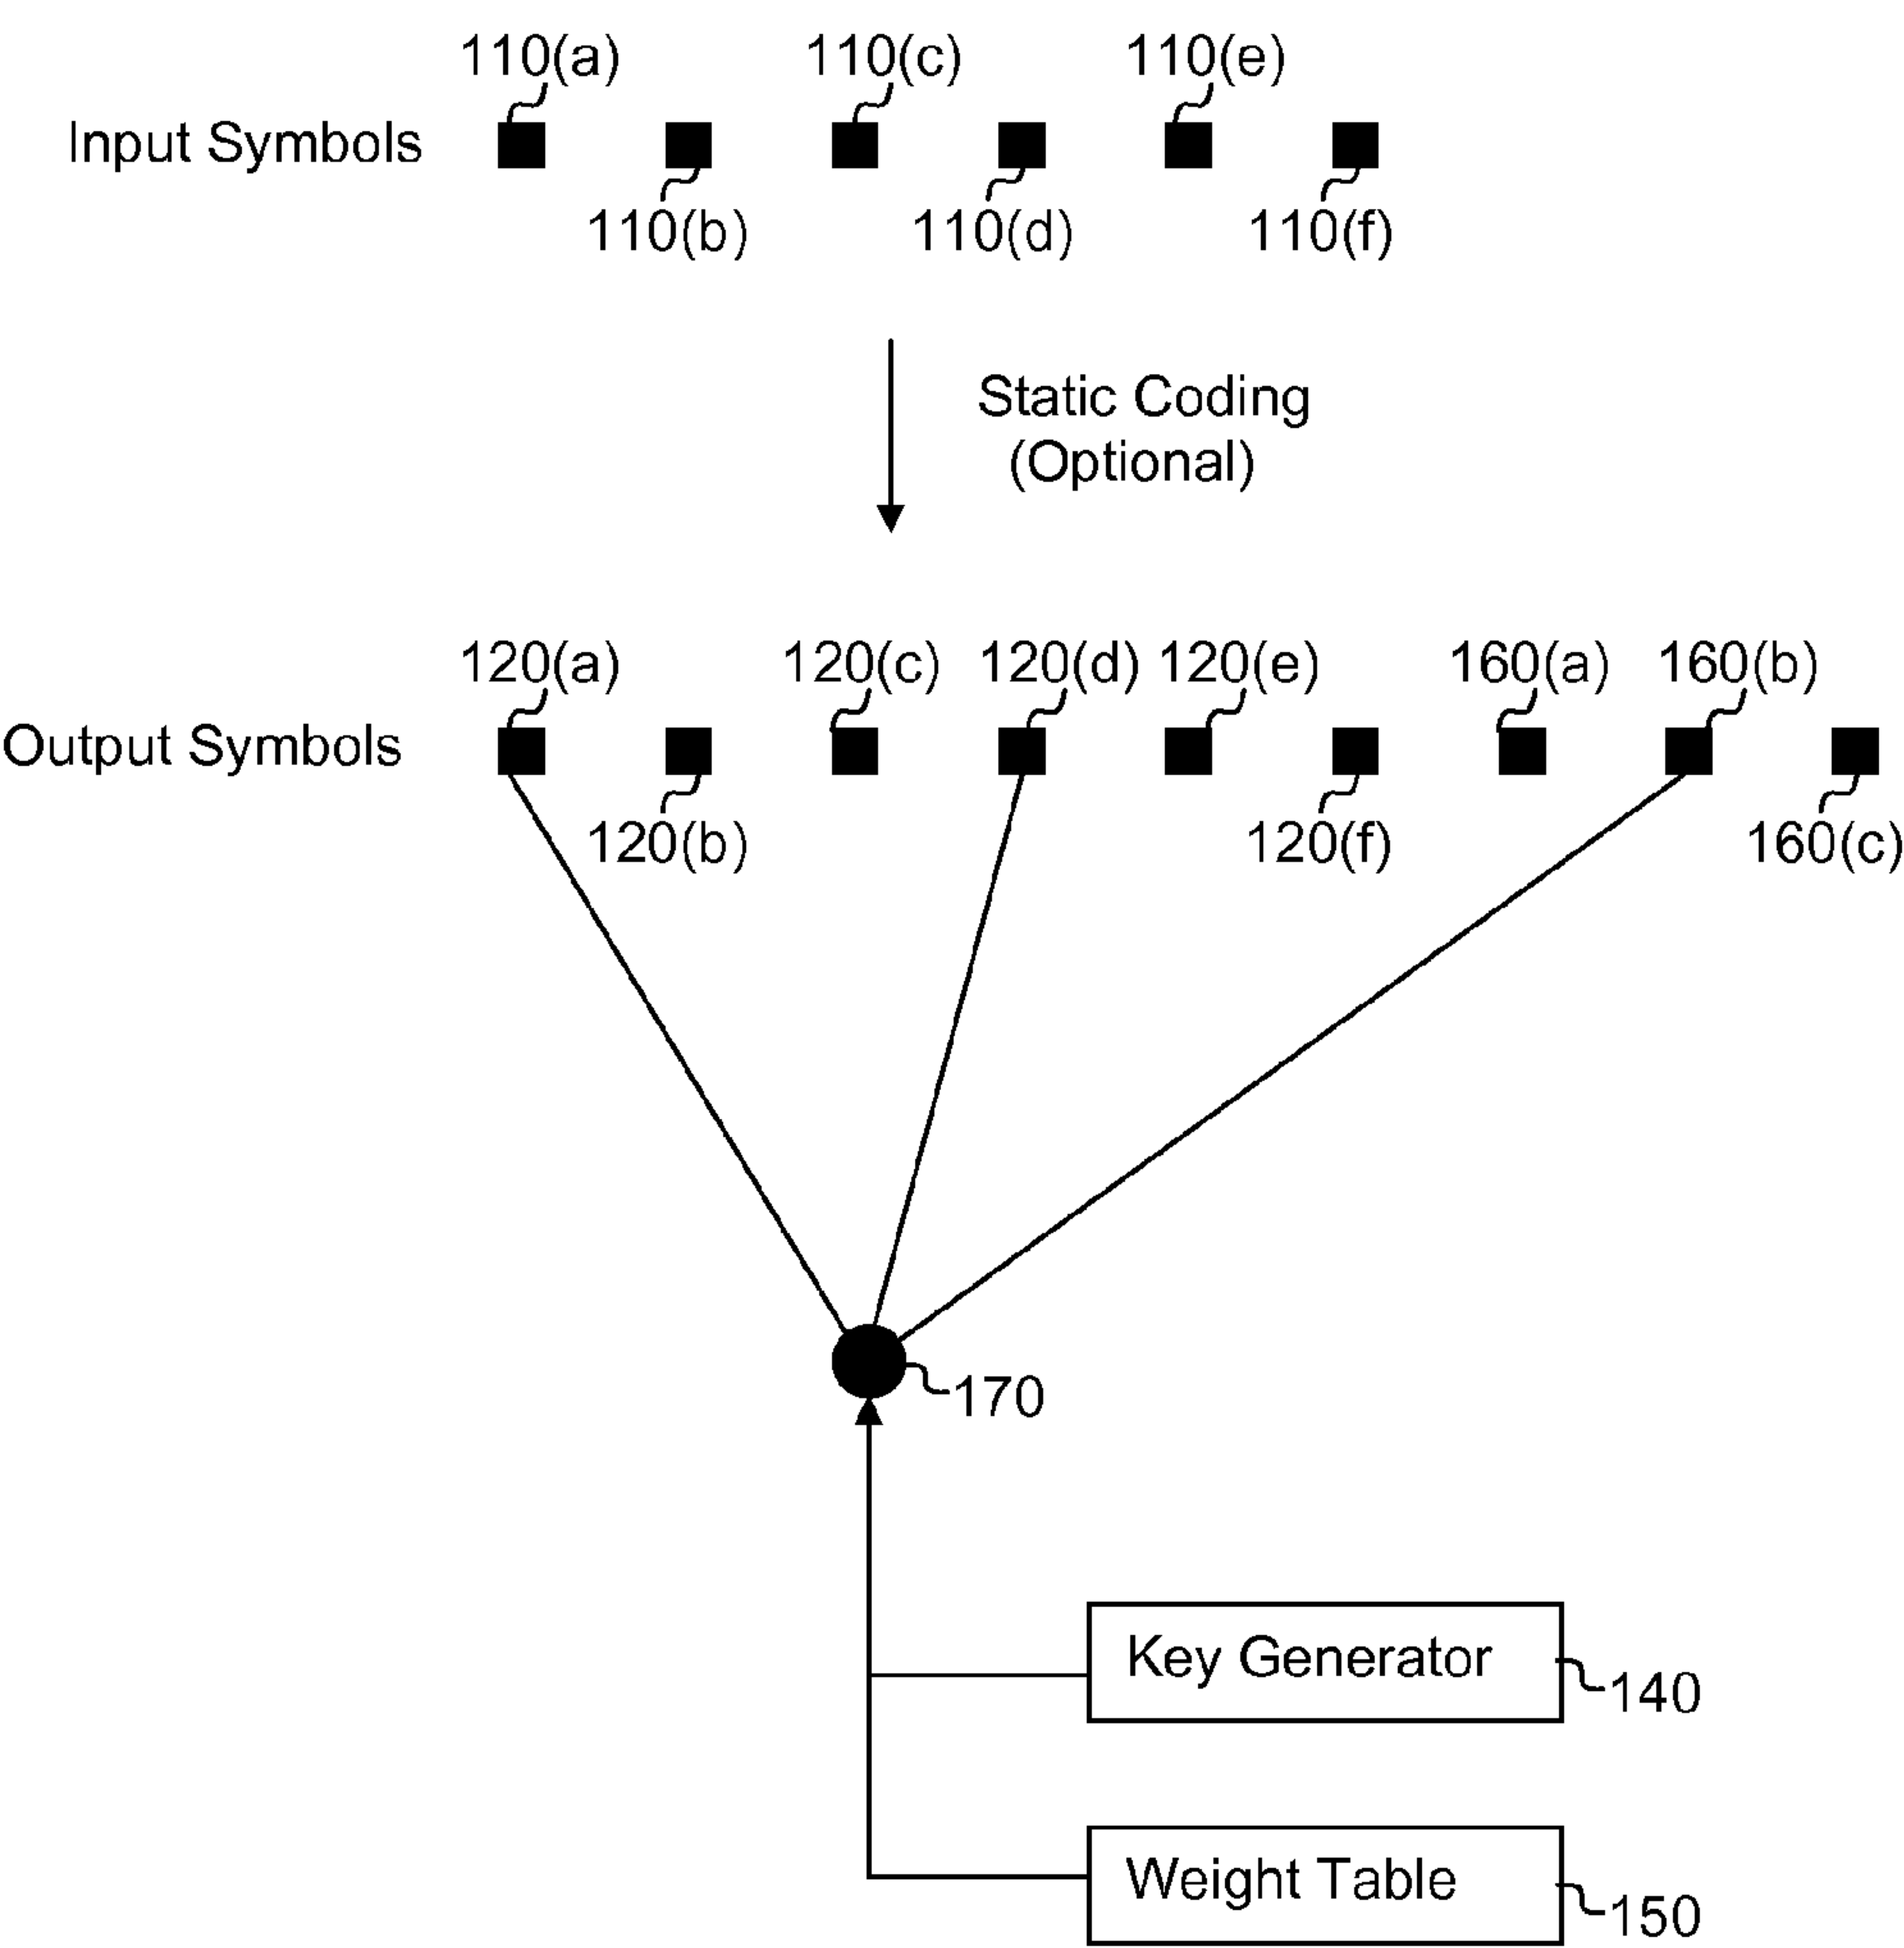 110(a) 110(c) 110(e)
Input Symbols
110(b) 110(d) 110(f)
Static Coding
(Optional)
120(a) 120(c) 120(d) 120(e) 160(a) 160(b)
Output Symbols
120(b) 120(f) 160(c)
170
Key Generator
140
Weight Table
150